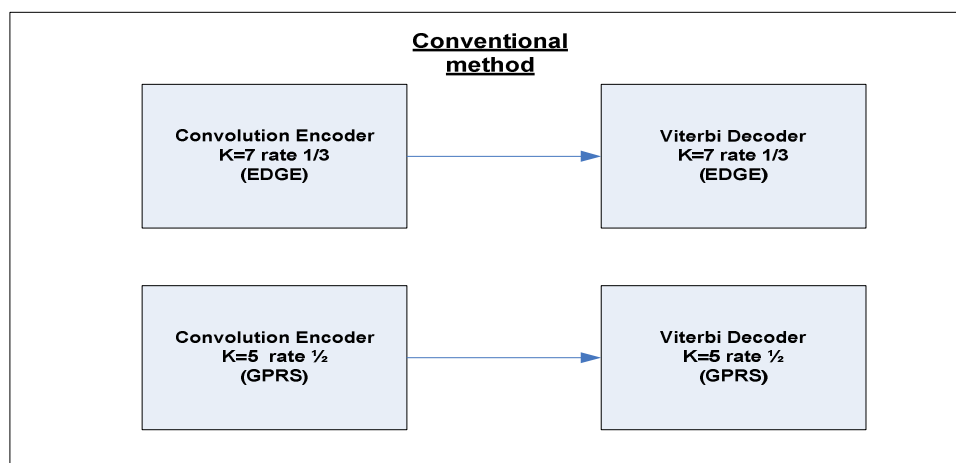 Conventional
method
Convolution Encoder
K=7 rate 1/3
(EDGE)
Viterbi Decoder
K=7 rate 1/3
(EDGE)
Convolution Encoder
K=5 rate ½
(GPRS)
Viterbi Decoder
K=5 rate ½
(GPRS)